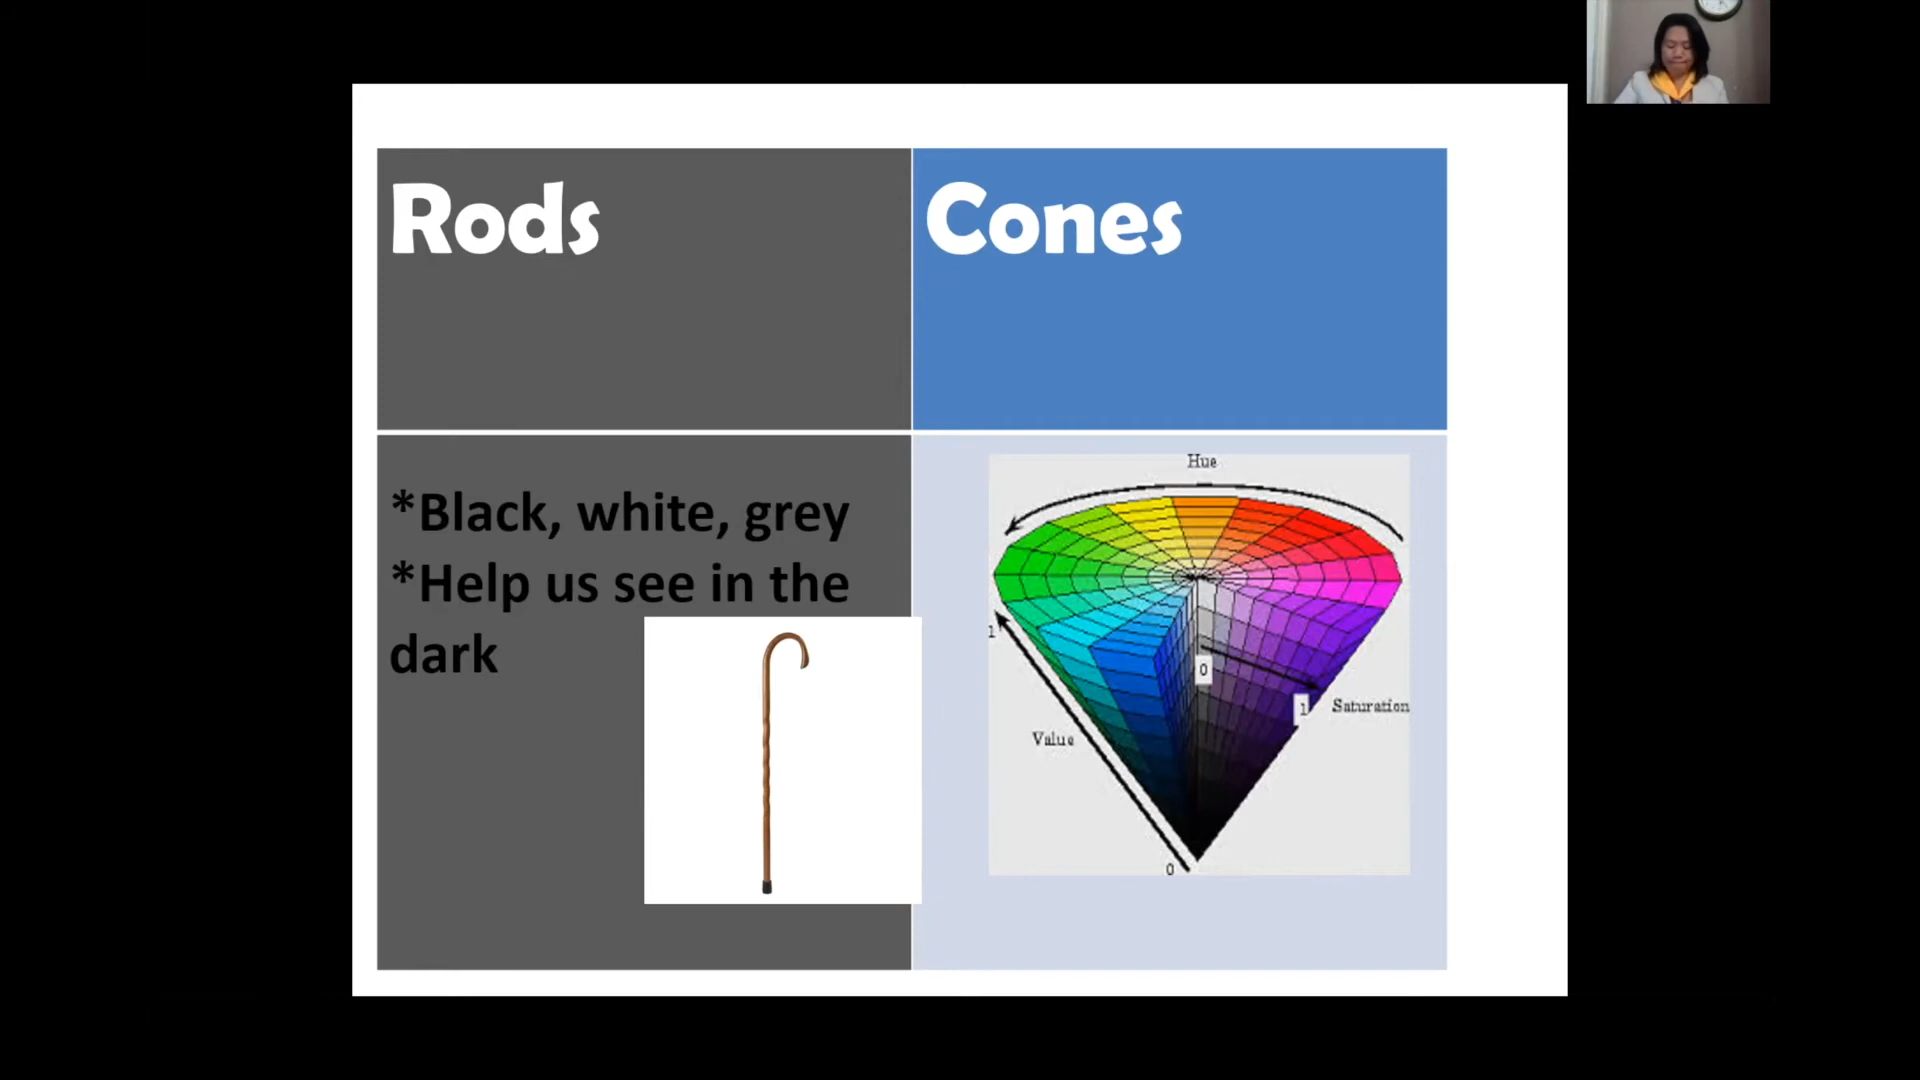 Rods
Cones
*Black, white, grey
*Help us see in the
dark
Hue
1
0
1
Saturation
Value
0